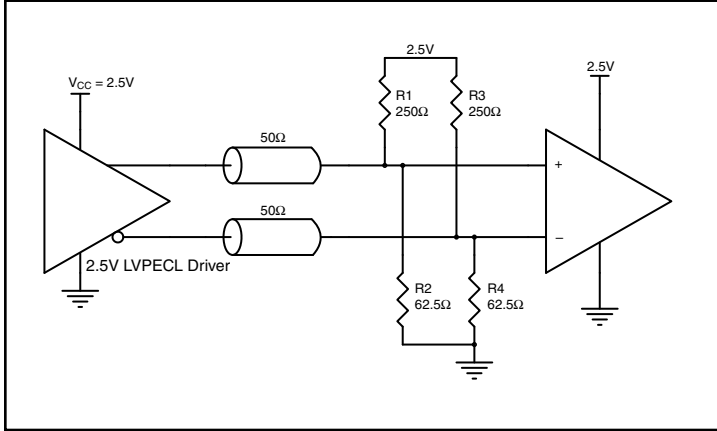 2.5V
V_CC = 2.5V
2.5V
R1
250Ω
R3
250Ω
50Ω
+
50Ω
−
2.5V LVPECL Driver
R2
62.5Ω
R4
62.5Ω